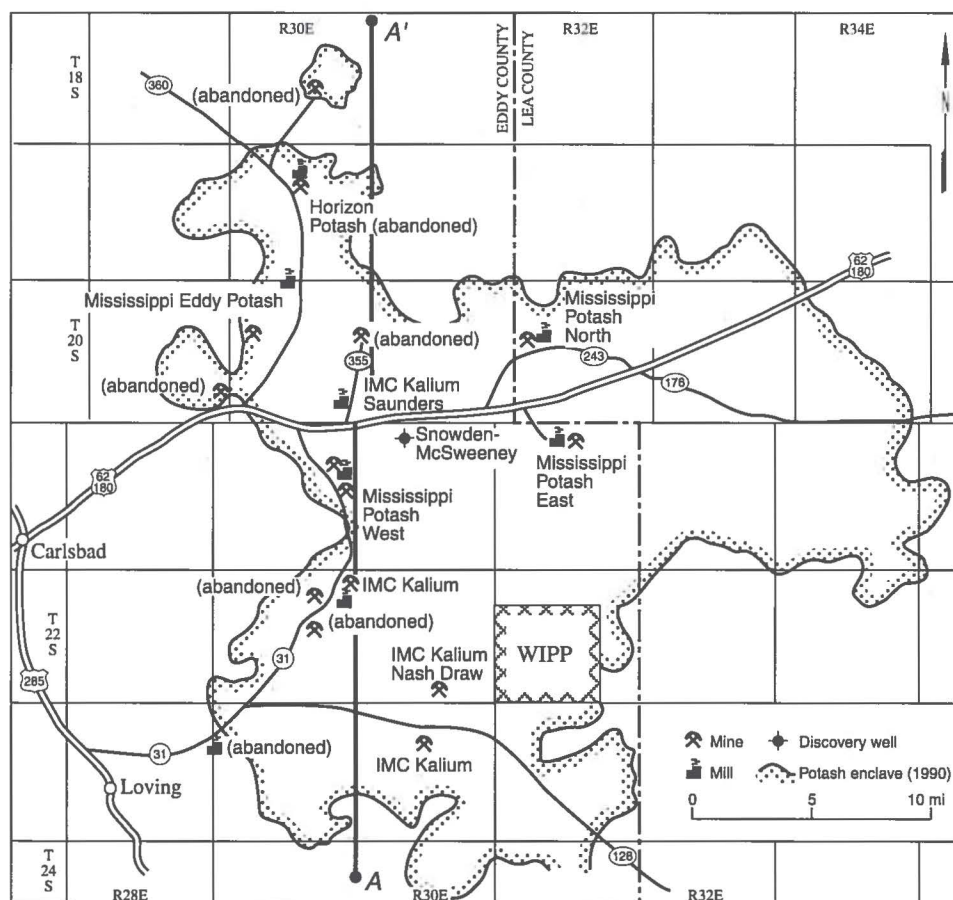 R30E
A'
R32E
R34E
EDDY COUNTY
LEA COUNTY
T
18
S
360
(abandoned)
N
Horizon
Potash (abandoned)
62
180
Mississippi Eddy Potash
Mississippi
Potash
North
T
20
S
(abandoned)
355
243
176
(abandoned)
IMC Kalium
Saunders
Snowden-
McSweeney
Mississippi
Potash
East
62
180
Mississippi
Potash
West
Carlsbad
(abandoned)
IMC Kalium
(abandoned)
T
22
S
WIPP
31
IMC Kalium
Nash Draw
285
31
(abandoned)
IMC Kalium
Mine
Discovery well
Mill
Potash enclave (1990)
Loving
0 5 10 mi
128
T
24
S
R28E
A
R30E
R32E